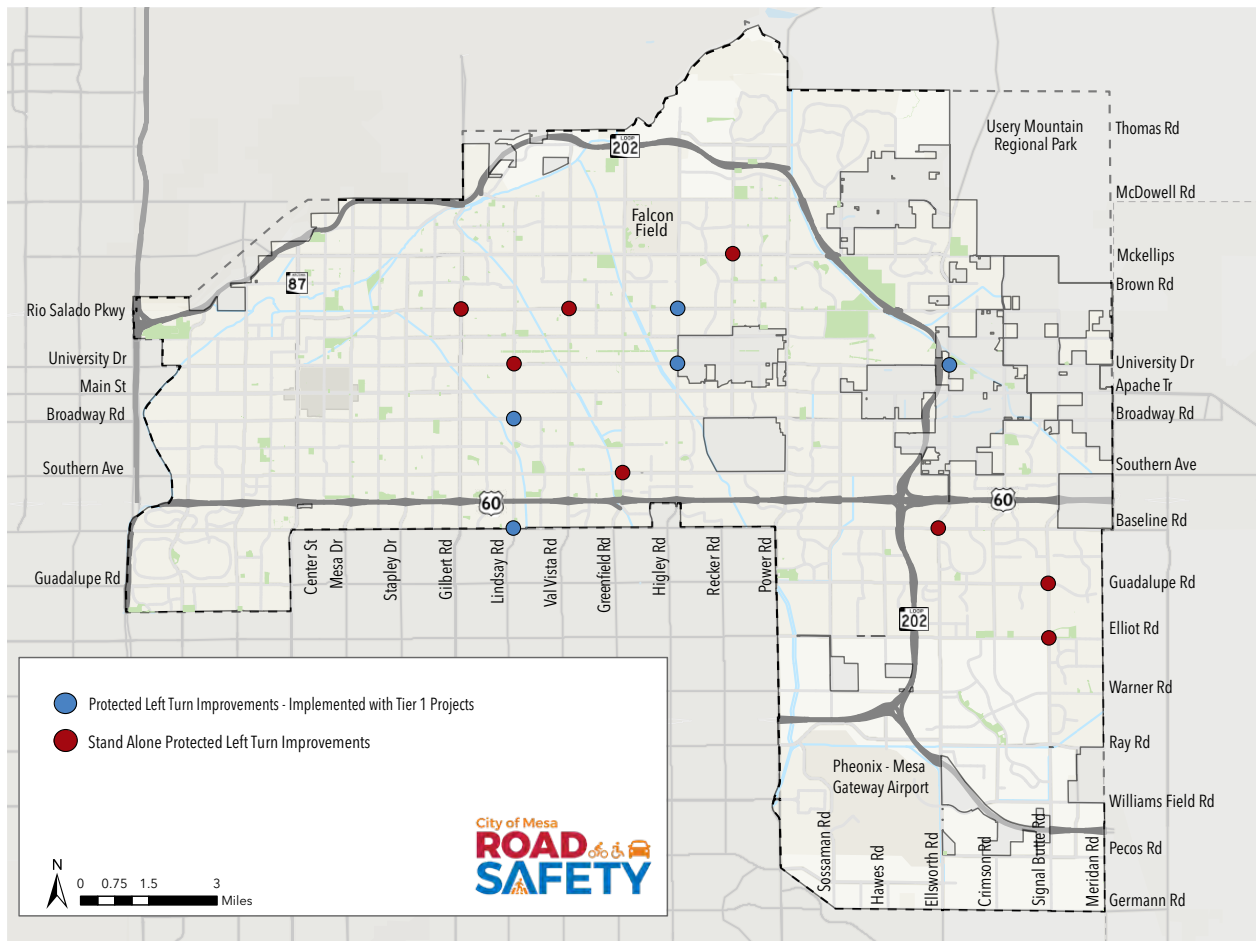 Usery Mountain
Regional Park
Thomas Rd
LOOP
202
McDowell Rd
Falcon
Field
Mckellips
87
Brown Rd
Rio Salado Pkwy
University Dr
University Dr
Main St
Apache Tr
Broadway Rd
Broadway Rd
Southern Ave
Southern Ave
60
60
Baseline Rd
Center St
Mesa Dr
Stapley Dr
Gilbert Rd
Lindsay Rd
Val Vista Rd
Greenfield Rd
Higley Rd
Recker Rd
Power Rd
Guadalupe Rd
Guadalupe Rd
LOOP
202
Elliot Rd
Warner Rd
Ray Rd
Pheonix - Mesa
Gateway Airport
Williams Field Rd
Sossaman Rd
Hawes Rd
Ellsworth Rd
Crimson Rd
Signal Butte Rd
Meridan Rd
Pecos Rd
Germann Rd
Protected Left Turn Improvements - Implemented with Tier 1 Projects
Stand Alone Protected Left Turn Improvements
City of Mesa
ROAD
SAFETY
N
0 0.75 1.5 3
Miles